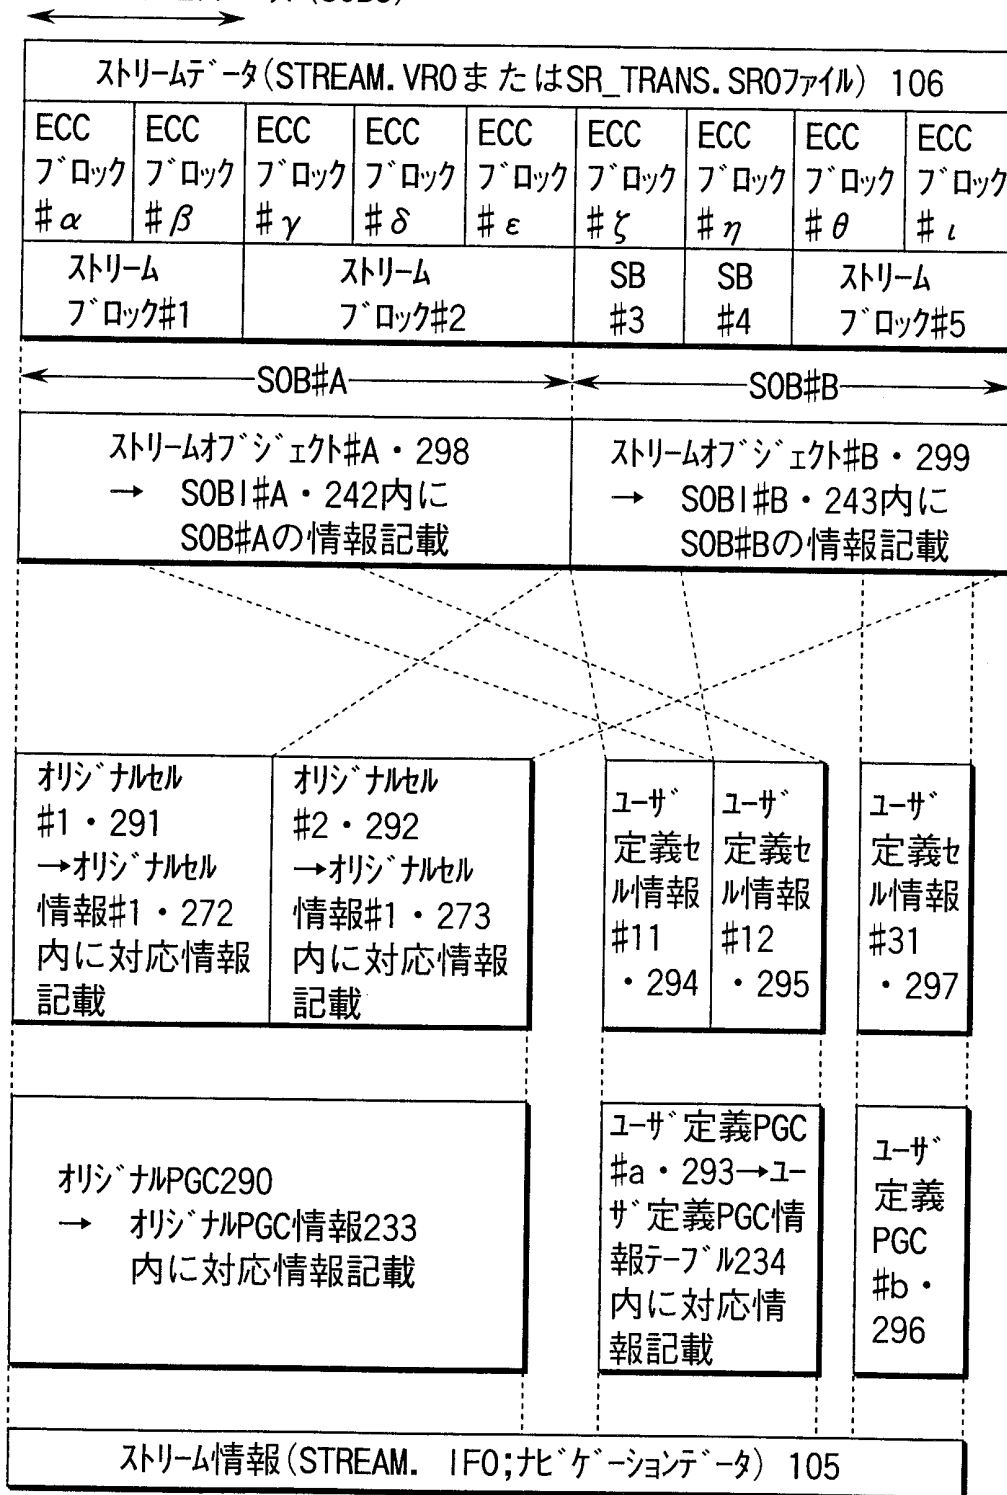 ストリームデータ(STREAM.VROまたはSR_TRANS.SROファイル) 106
ECC
ブロック
#α
ECC
ブロック
#β
ECC
ブロック
#γ
ECC
ブロック
#δ
ECC
ブロック
#ε
ECC
ブロック
#ζ
ECC
ブロック
#η
ECC
ブロック
#θ
ECC
ブロック
#ι
ストリーム
ブロック#1
ストリーム
ブロック#2
SB
#3
SB
#4
ストリーム
ブロック#5
SOB#A
SOB#B
ストリームオブジェクト#A・298
→ SOBI#A・242内に
SOB#Aの情報記載
ストリームオブジェクト#B・299
→ SOBI#B・243内に
SOB#Bの情報記載
オリジナルセル
#1・291
→オリジナルセル
情報#1・272
内に対応情報
記載
オリジナルセル
#2・292
→オリジナルセル
情報#1・273
内に対応情報
記載
ユーザ
定義セ
ル情報
#11
・294
ユーザ
定義セ
ル情報
#12
・295
ユーザ
定義セ
ル情報
#31
・297
オリジナルPGC290
→ オリジナルPGC情報233
内に対応情報記載
ユーザ定義PGC
#a・293→ユー
ザ定義PGC情
報テーブル234
内に対応情
報記載
ユーザ
定義
PGC
#b・
296
ストリーム情報(STREAM. IFO;ナビゲーションデータ) 105